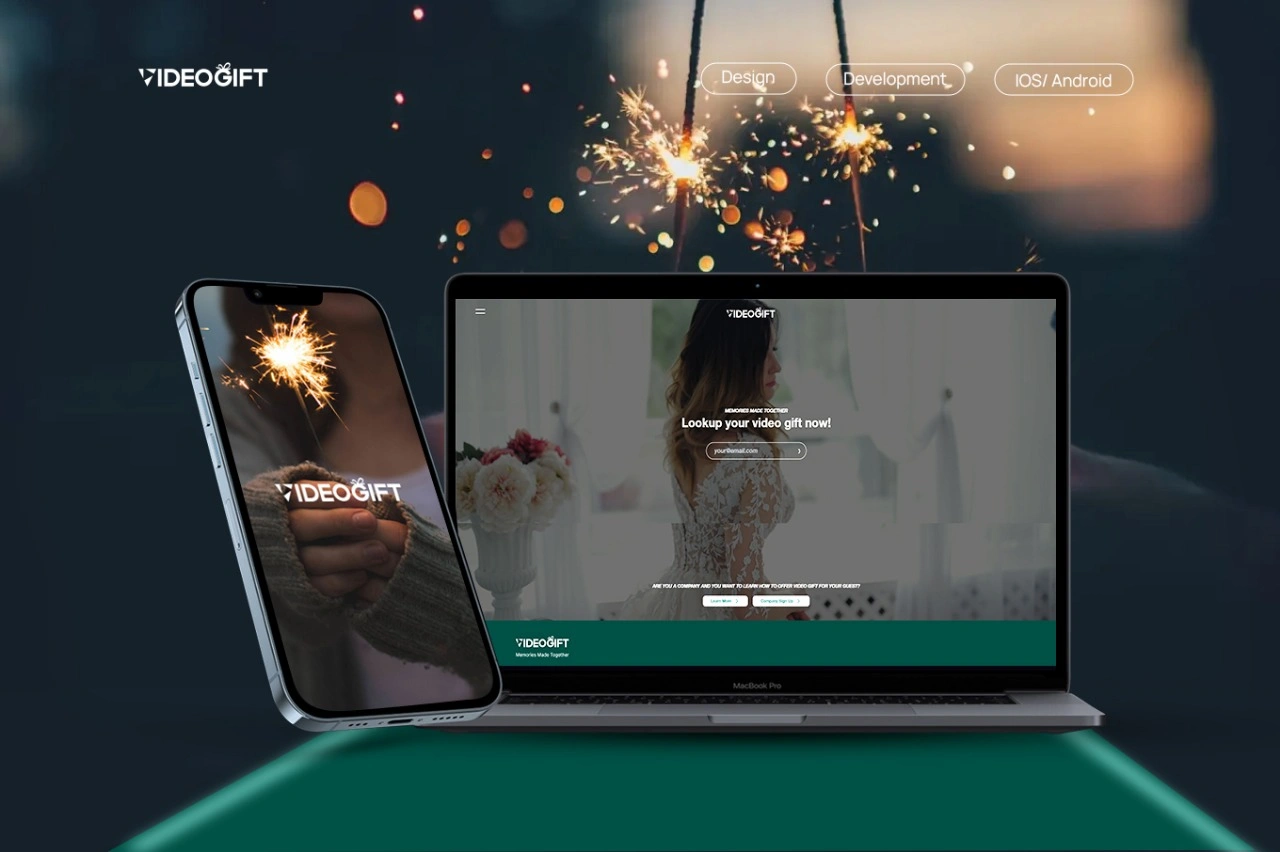 VIDEOGIFT
Design
Development
IOS/ Android
VIDEOGIFT
MEMORIES MADE TOGETHER
Lookup your video gift now!
your@email.com
VIDEOGIFT
ARE YOU A COMPANY AND YOU WANT TO LEARN HOW TO OFFER VIDEO GIFT FOR YOUR GUEST?
Learn More
Company Sign Up
VIDEOGIFT
Memories Made Together
MacBook Pro